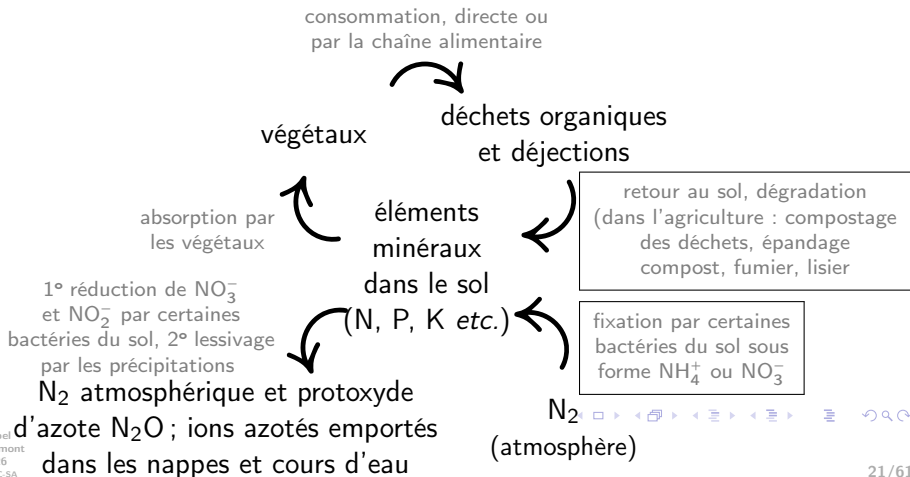 consommation, directe ou
par la chaîne alimentaire
végétaux
déchets organiques
et déjections
absorption par
les végétaux
éléments
minéraux
dans le sol
(N, P, K etc.)
retour au sol, dégradation
(dans l'agriculture : compostage
des déchets, épandage
compost, fumier, lisier
1º réduction de NO₃⁻
et NO₂⁻ par certaines
bactéries du sol, 2º lessivage
par les précipitations
fixation par certaines
bactéries du sol sous
forme NH₄⁺ ou NO₃⁻
N₂ atmosphérique et protoxyde
d'azote N₂O ; ions azotés emportés
dans les nappes et cours d'eau
N₂
(atmosphère)
21/61